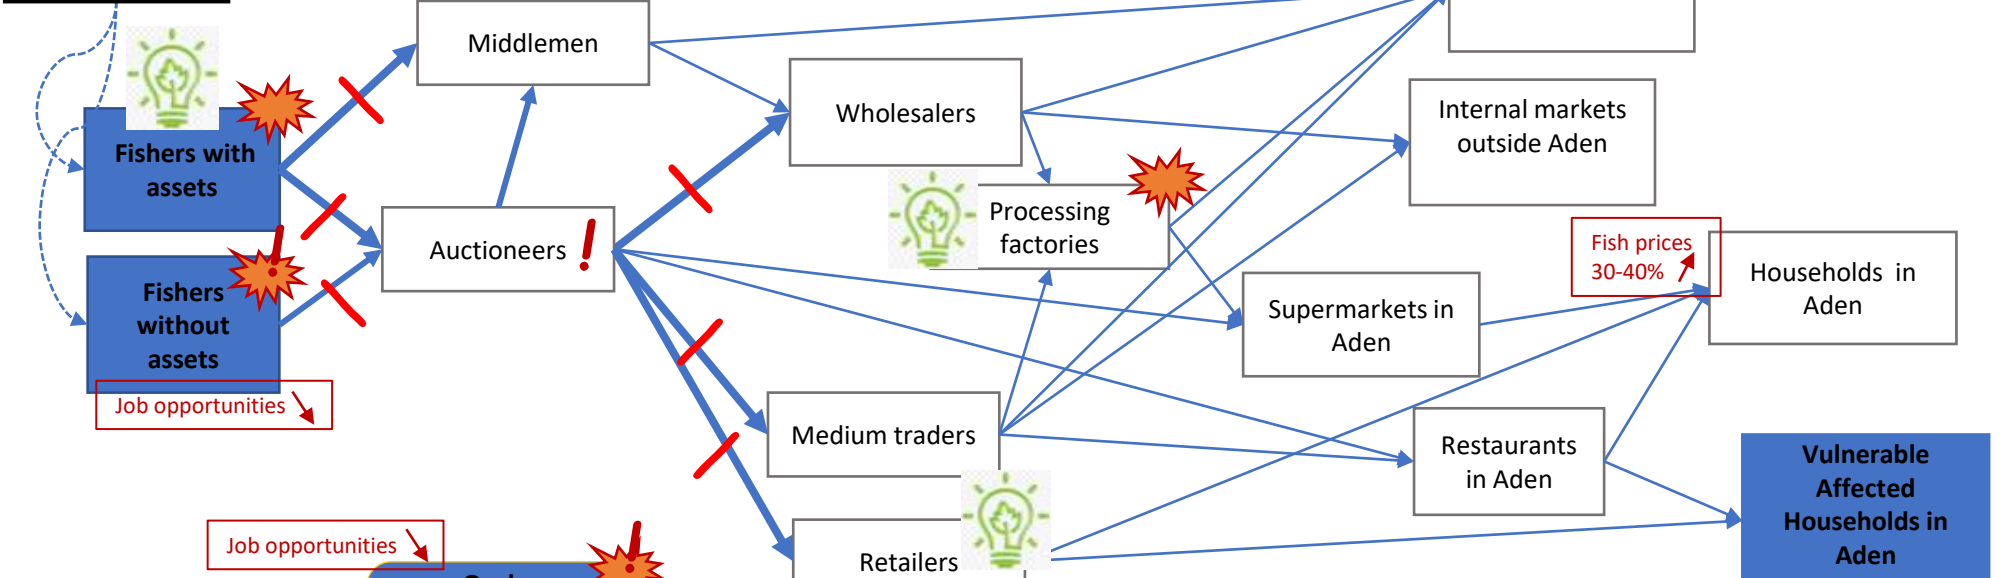 Middlemen
Wholesalers
Internal markets
outside Aden
Fishers with
assets
Processing
factories
Auctioneers
Fish prices
30-40%
Households in
Aden
Fishers
without
assets
Supermarkets in
Aden
Job opportunities
Medium traders
Restaurants
in Aden
Vulnerable
Affected
Households in
Aden
Job opportunities
Retailers